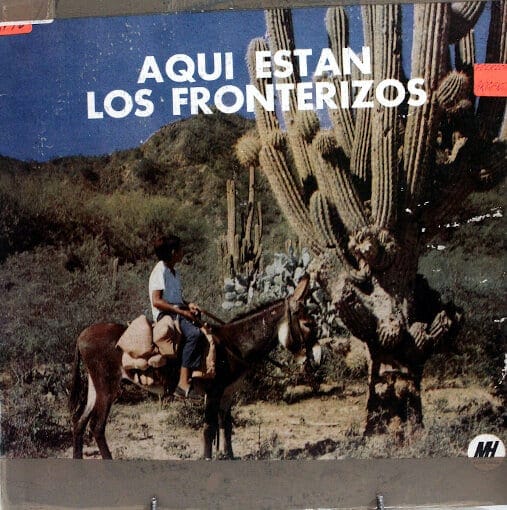 AQUI ESTAN
LOS FRONTERIZOS
MH